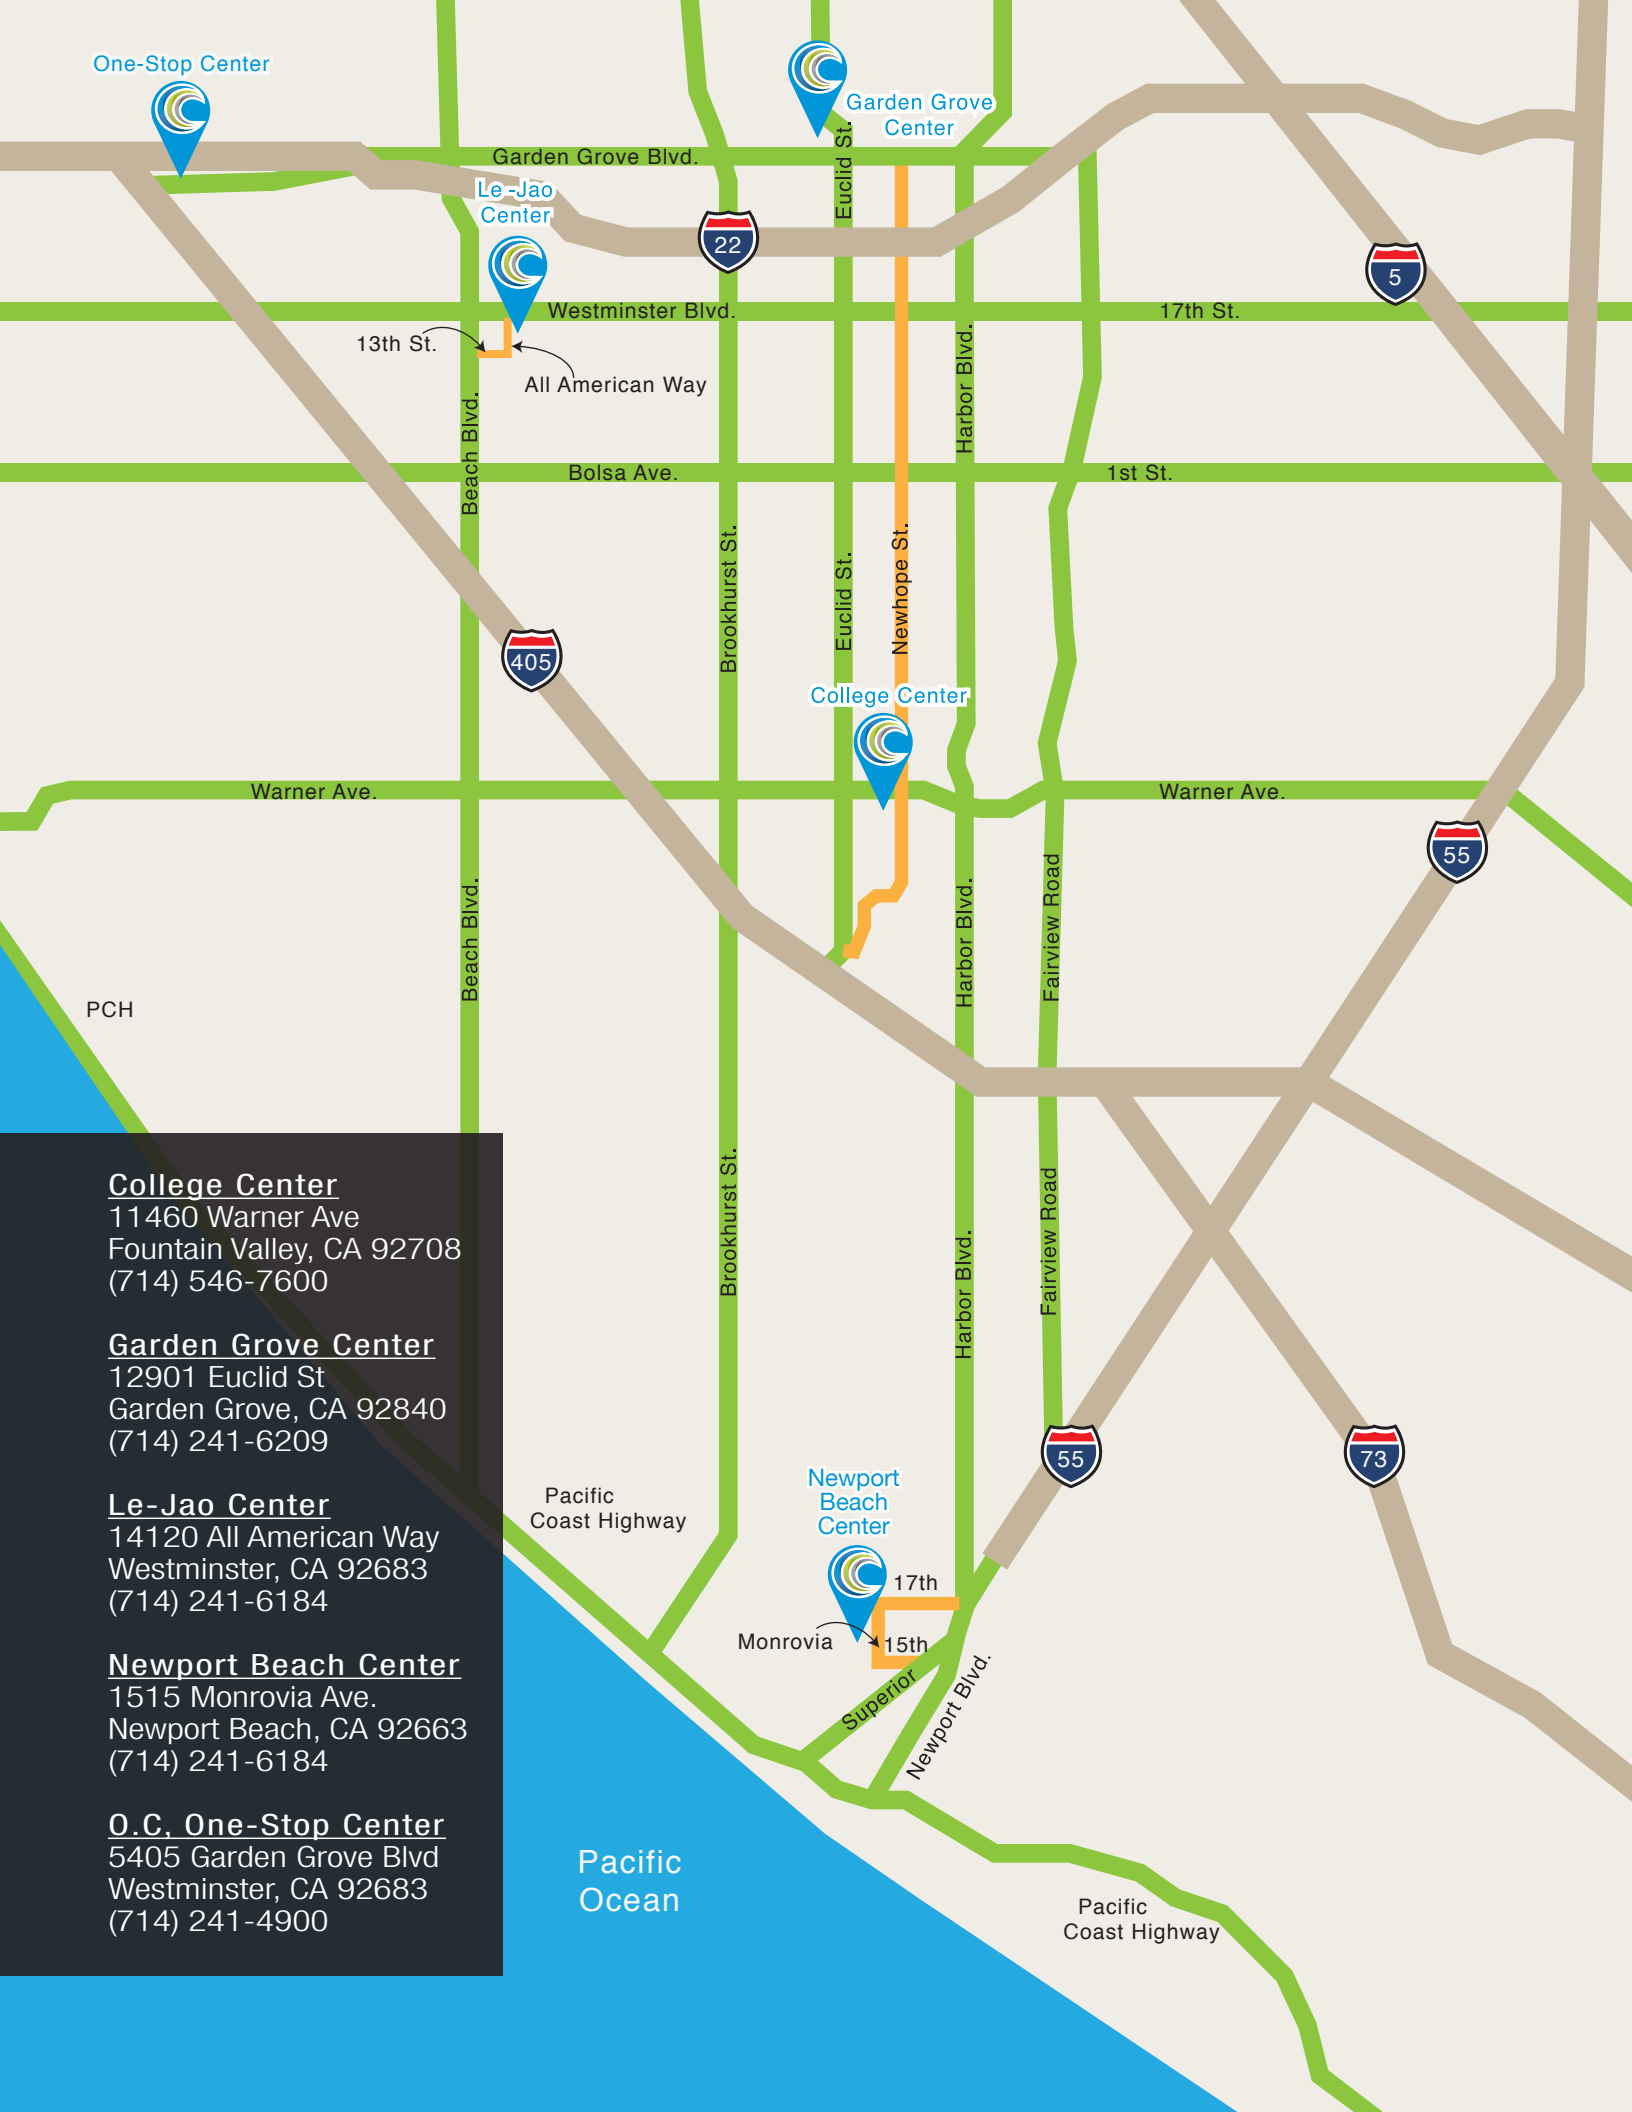 One-Stop Center
Garden Grove
Center
Garden Grove Blvd.
Euclid St.
Le-Jao
Center
22
5
Westminster Blvd.
17th St.
13th St.
All American Way
Harbor Blvd.
Beach Blvd.
Bolsa Ave.
1st St.
Brookhurst St.
Euclid St.
Newhope St.
405
College Center
Warner Ave.
Warner Ave.
55
Beach Blvd.
Harbor Blvd.
Fairview Road
PCH
Brookhurst St.
Harbor Blvd.
Fairview Road
55
73
Pacific
Coast Highway
Newport
Beach
Center
17th
Monrovia
15th
Superior
Newport Blvd.
Pacific
Ocean
Pacific
Coast Highway
College Center
11460 Warner Ave
Fountain Valley, CA 92708
(714) 546-7600
Garden Grove Center
12901 Euclid St
Garden Grove, CA 92840
(714) 241-6209
Le-Jao Center
14120 All American Way
Westminster, CA 92683
(714) 241-6184
Newport Beach Center
1515 Monrovia Ave.
Newport Beach, CA 92663
(714) 241-6184
O.C, One-Stop Center
5405 Garden Grove Blvd
Westminster, CA 92683
(714) 241-4900